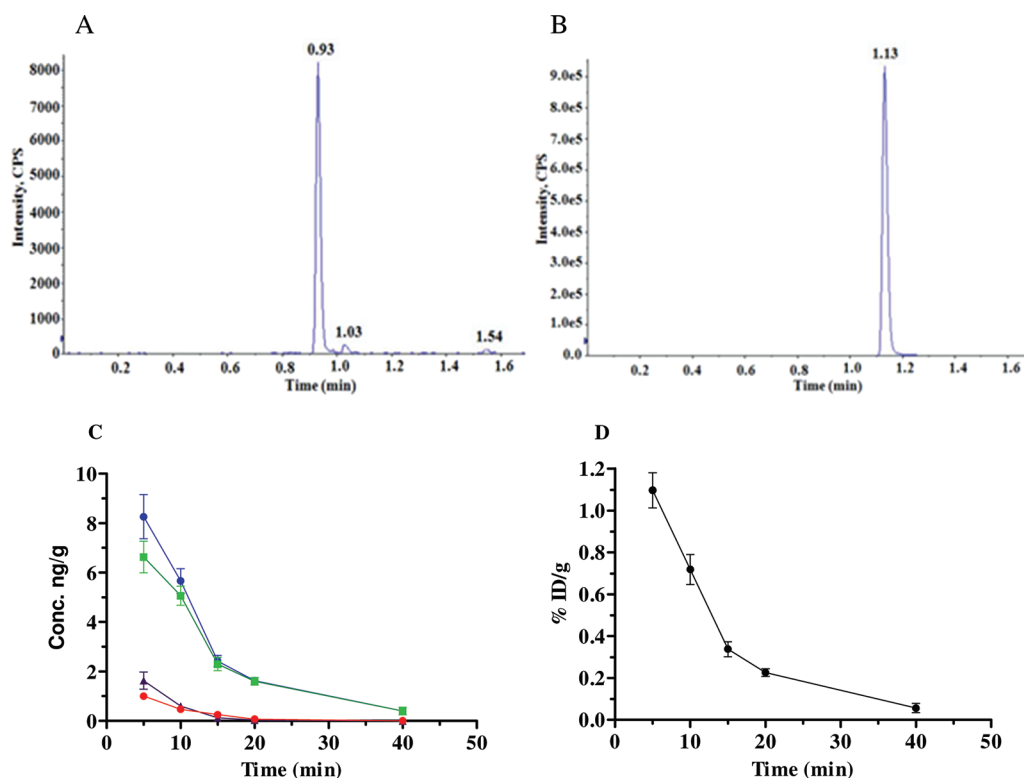 A
0.93
8000
7000
6000
5000
4000
3000
2000
1000
0
Intensity, CPS
1.03
1.54
0.2 0.4 0.6 0.8 1.0 1.2 1.4 1.6
Time (min)
B
1.13
9.0e5
8.0e5
7.0e5
6.0e5
5.0e5
4.0e5
3.0e5
2.0e5
1.0e5
0.0
Intensity, CPS
0.2 0.4 0.6 0.8 1.0 1.2 1.4 1.6
Time (min)
C
10
8
6
4
2
0
Conc. ng/g
0 10 20 30 40 50
Time (min)
D
1.2
1.0
0.8
0.6
0.4
0.2
0.0
% ID/g
0 10 20 30 40 50
Time (min)